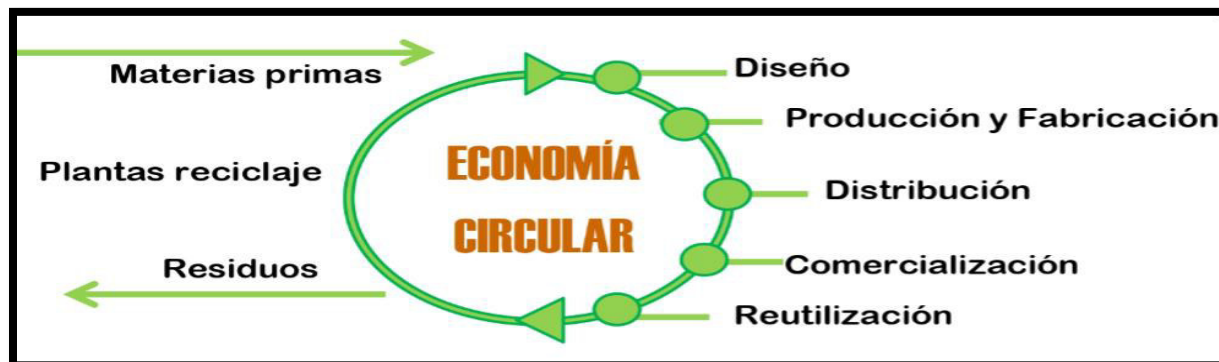 Materias primas
Diseño
Producción y Fabricación
Plantas reciclaje
ECONOMÍA
CIRCULAR
Distribución
Residuos
Comercialización
Reutilización